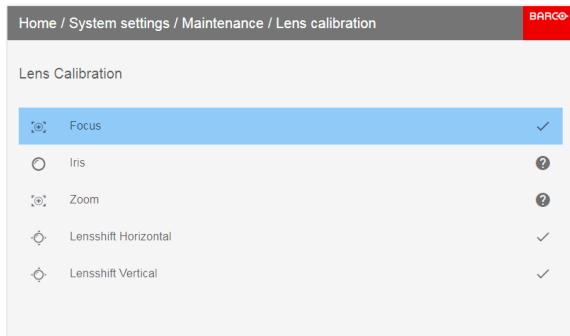 Home / System settings / Maintenance / Lens calibration
BARCO
Lens Calibration
Focus
Iris
Zoom
Lensshift Horizontal
Lensshift Vertical